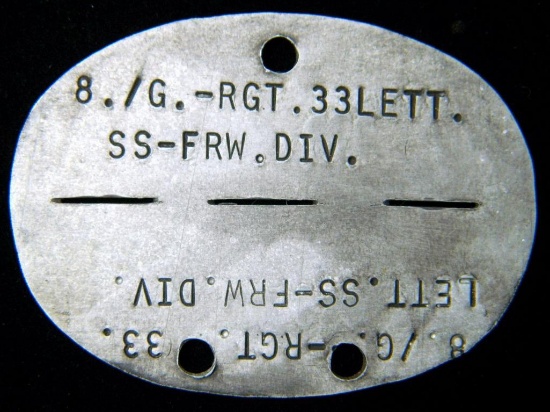 8./G.-RGT.33LETT.
SS-FRW.DIV.
8./G.-RGT. 33.
LETT.SS-FRW.DIV.